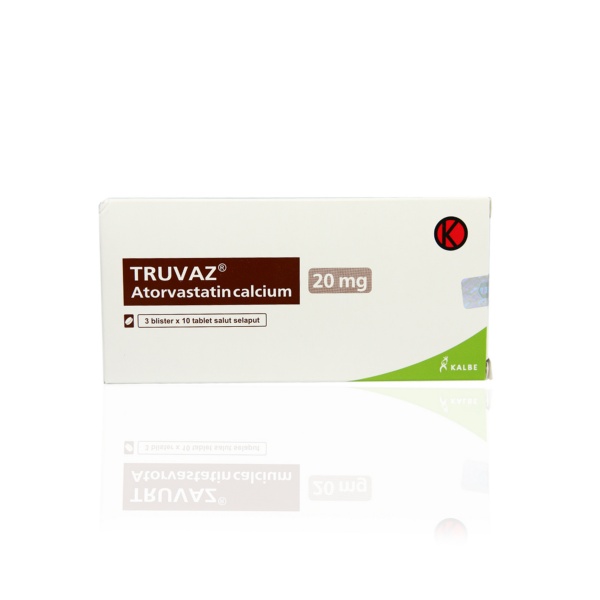 K
TRUVAZ®
Atorvastatin calcium
20 mg
3 blister x 10 tablet salut selaput
KALBE